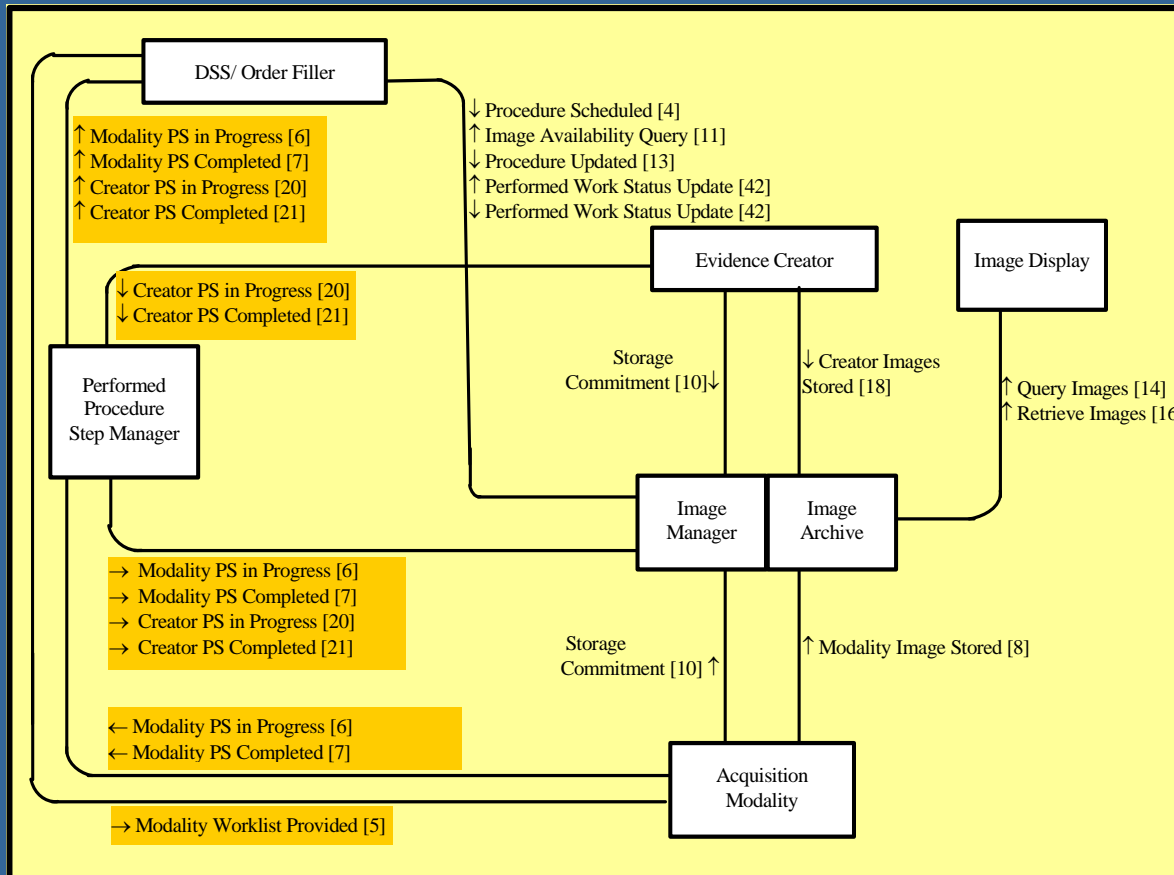 DSS/ Order Filler
↑ Modality PS in Progress [6]
↑ Modality PS Completed [7]
↑ Creator PS in Progress [20]
↑ Creator PS Completed [21]
↓ Procedure Scheduled [4]
↑ Image Availability Query [11]
↓ Procedure Updated [13]
↑ Performed Work Status Update [42]
↓ Performed Work Status Update [42]
Evidence Creator
Image Display
↓ Creator PS in Progress [20]
↓ Creator PS Completed [21]
Performed
Procedure
Step Manager
Storage
Commitment [10]↓
↓ Creator Images
Stored [18]
↑ Query Images [14]
↑ Retrieve Images [16
Image
Manager
Image
Archive
→ Modality PS in Progress [6]
→ Modality PS Completed [7]
→ Creator PS in Progress [20]
→ Creator PS Completed [21]
Storage
Commitment [10] ↑
↑ Modality Image Stored [8]
← Modality PS in Progress [6]
← Modality PS Completed [7]
Acquisition
Modality
→ Modality Worklist Provided [5]